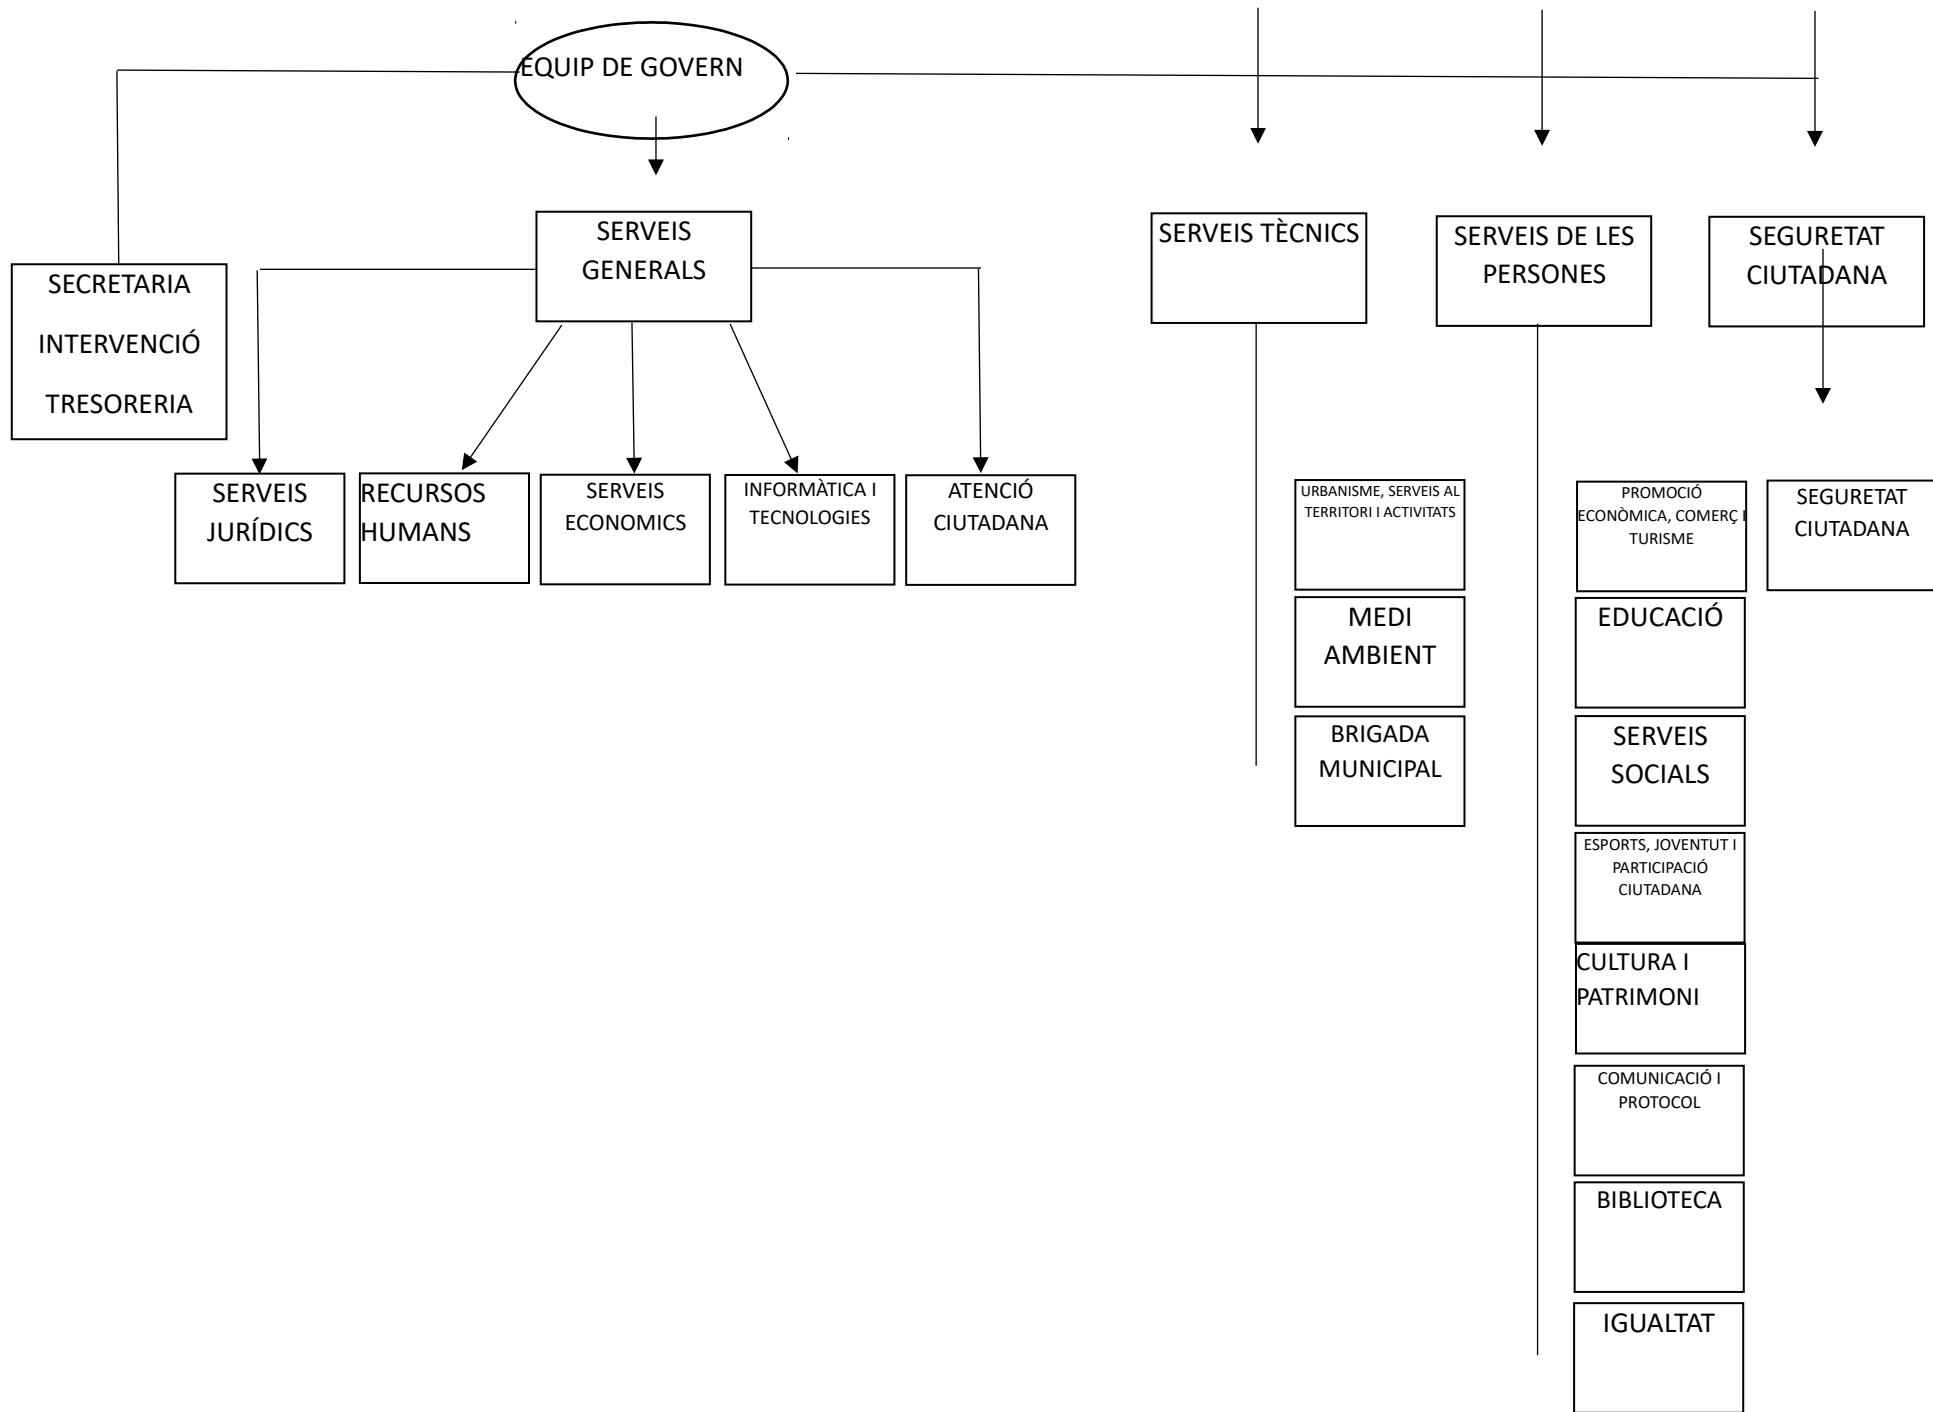 EQUIP DE GOVERN
SECRETARIA
INTERVENCIÓ
TRESORERIA
SERVEIS
GENERALS
SERVEIS TÈCNICS
SERVEIS DE LES
PERSONES
SEGURETAT
CIUTADANA
SERVEIS
JURÍDICS
RECURSOS
HUMANS
SERVEIS
ECONOMICS
INFORMÀTICA I
TECNOLOGIES
ATENCIÓ
CIUTADANA
URBANISME, SERVEIS AL
TERRITORI I ACTIVITATS
MEDI
AMBIENT
BRIGADA
MUNICIPAL
PROMOCIÓ
ECONÒMICA, COMERÇ I
TURISME
EDUCACIÓ
SERVEIS
SOCIALS
ESPORTS, JOVENTUT I
PARTICIPACIÓ
CIUTADANA
CULTURA I
PATRIMONI
COMUNICACIÓ I
PROTOCOL
BIBLIOTECA
IGUALTAT
SEGURETAT
CIUTADANA